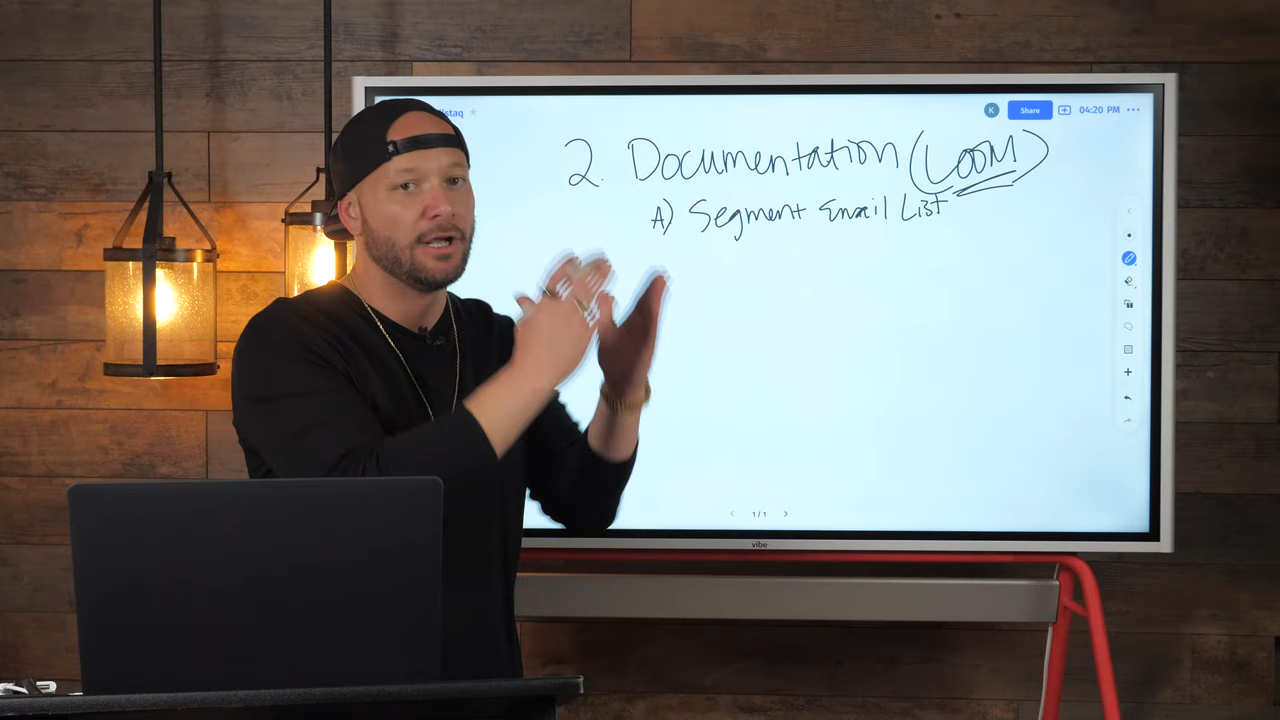 K Share 04:20 PM
2. Documentation (LOOM)
A) Segment Email List
1/1
vibe